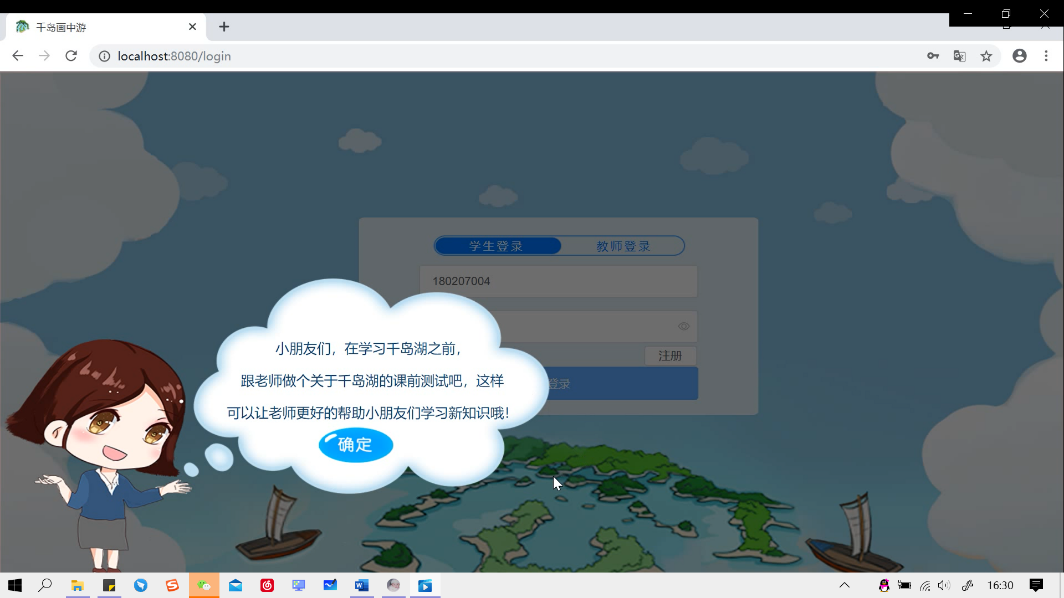 千岛画中游
localhost:8080/login
学生登录
教师登录
180207004
注册
登录
小朋友们，在学习千岛湖之前，
跟老师做个关于千岛湖的课前测试吧，这样
可以让老师更好的帮助小朋友们学习新知识哦！
确定
16:30